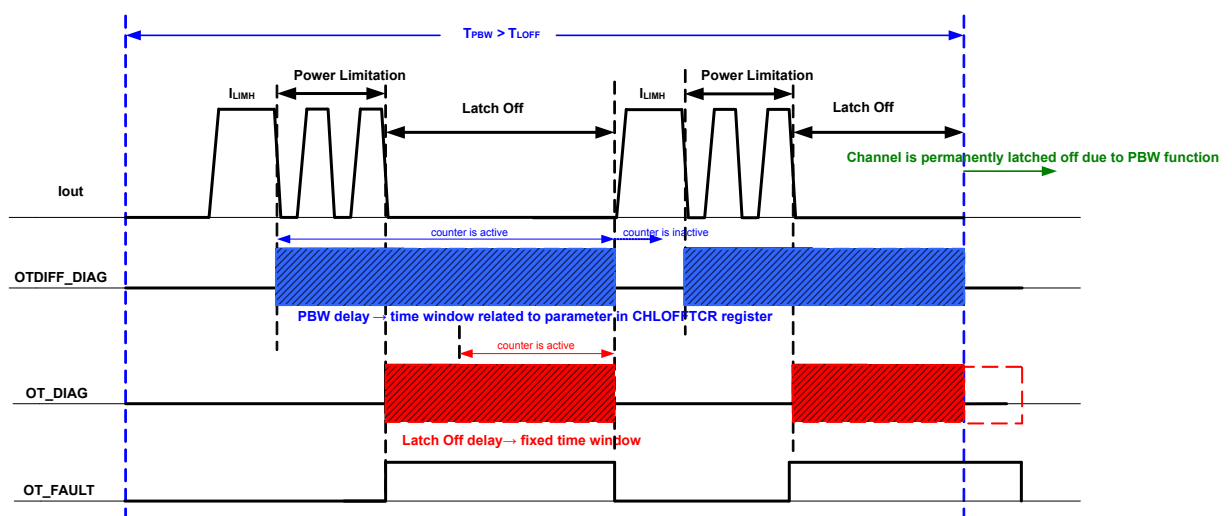 TPBW > TLOFF
Power Limitation
Power Limitation
ILIMH
ILIMH
Latch Off
Latch Off
Channel is permanently latched off due to PBW function
Iout
counter is active
counter is inactive
OTDIFF_DIAG
PBW delay → time window related to parameter in CHLOFFTCR register
counter is active
OT_DIAG
Latch Off delay→ fixed time window
OT_FAULT